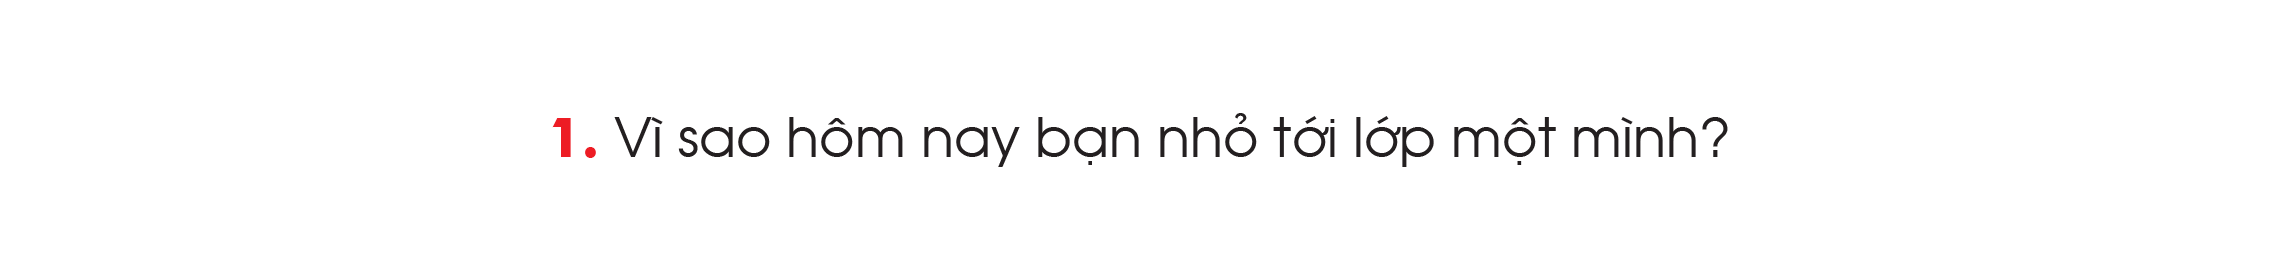 1. Vì sao hôm nay bạn nhỏ tới lớp một mình?